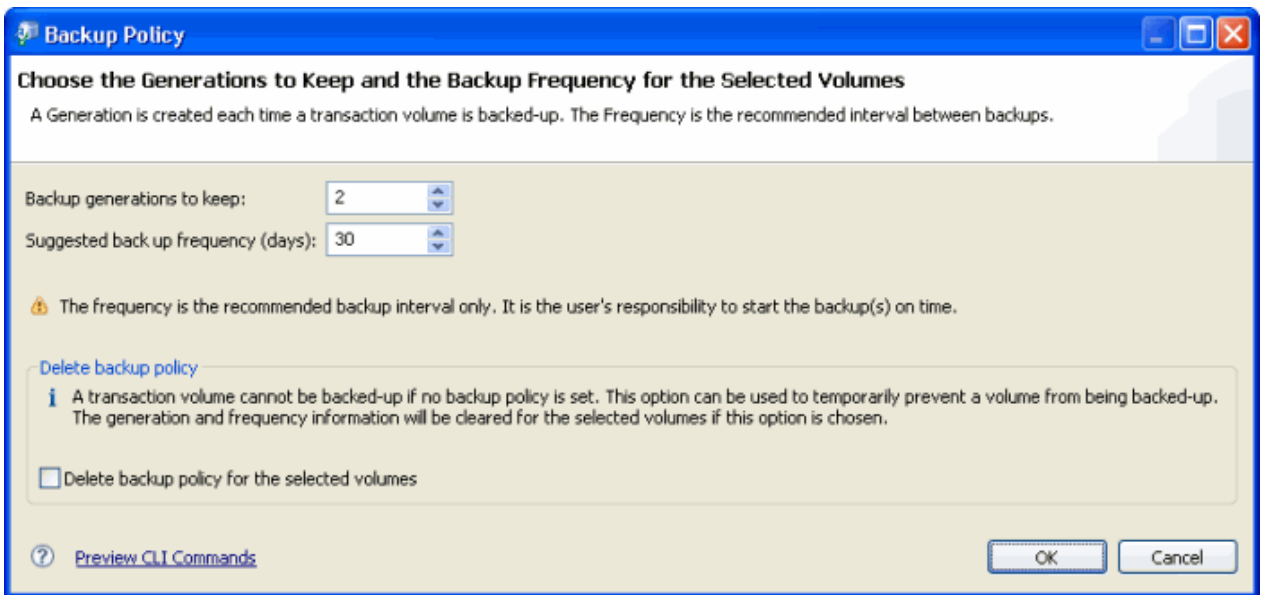 Backup Policy
Choose the Generations to Keep and the Backup Frequency for the Selected Volumes
A Generation is created each time a transaction volume is backed-up. The Frequency is the recommended interval between backups.
Backup generations to keep: 2
Suggested back up frequency (days): 30
The frequency is the recommended backup interval only. It is the user's responsibility to start the backup(s) on time.
Delete backup policy
A transaction volume cannot be backed-up if no backup policy is set. This option can be used to temporarily prevent a volume from being backed-up.
The generation and frequency information will be cleared for the selected volumes if this option is chosen.
Delete backup policy for the selected volumes
Preview CLI Commands OK Cancel